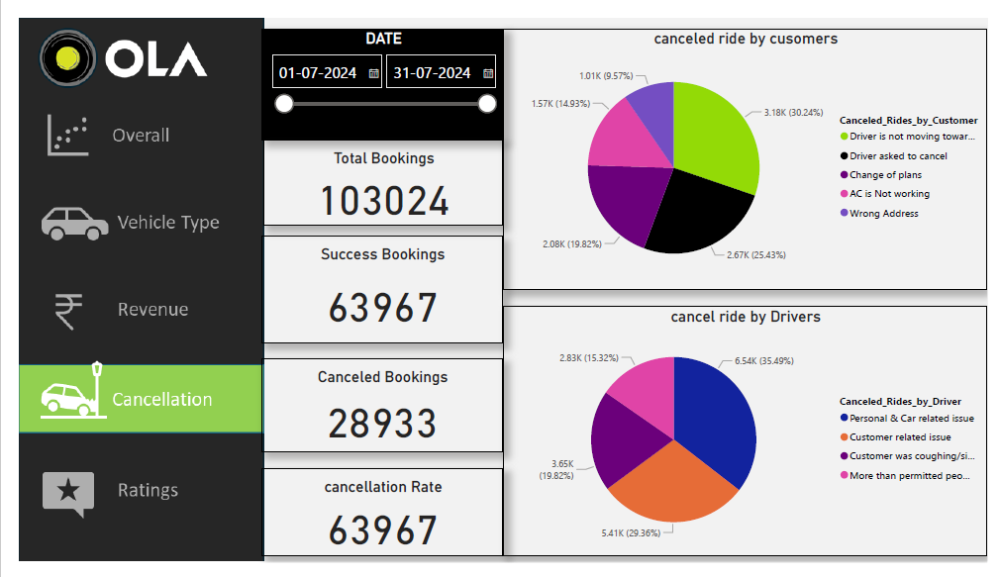 OLA
Overall
Vehicle Type
Revenue
Cancellation
Ratings
DATE
01-07-2024 31-07-2024
Total Bookings
103024
Success Bookings
63967
Canceled Bookings
28933
cancellation Rate
63967
canceled ride by cusomers
1.01K (9.57%)
1.57K (14.93%)
3.18K (30.24%)
2.08K (19.82%)
2.67K (25.43%)
Canceled_Rides_by_Customer
Driver is not moving towar...
Driver asked to cancel
Change of plans
AC is Not working
Wrong Address
cancel ride by Drivers
2.83K (15.32%)
6.54K (35.49%)
3.65K
(19.82%)
5.41K (29.36%)
Canceled_Rides_by_Driver
Personal & Car related issue
Customer related issue
Customer was coughing/si...
More than permitted peo...